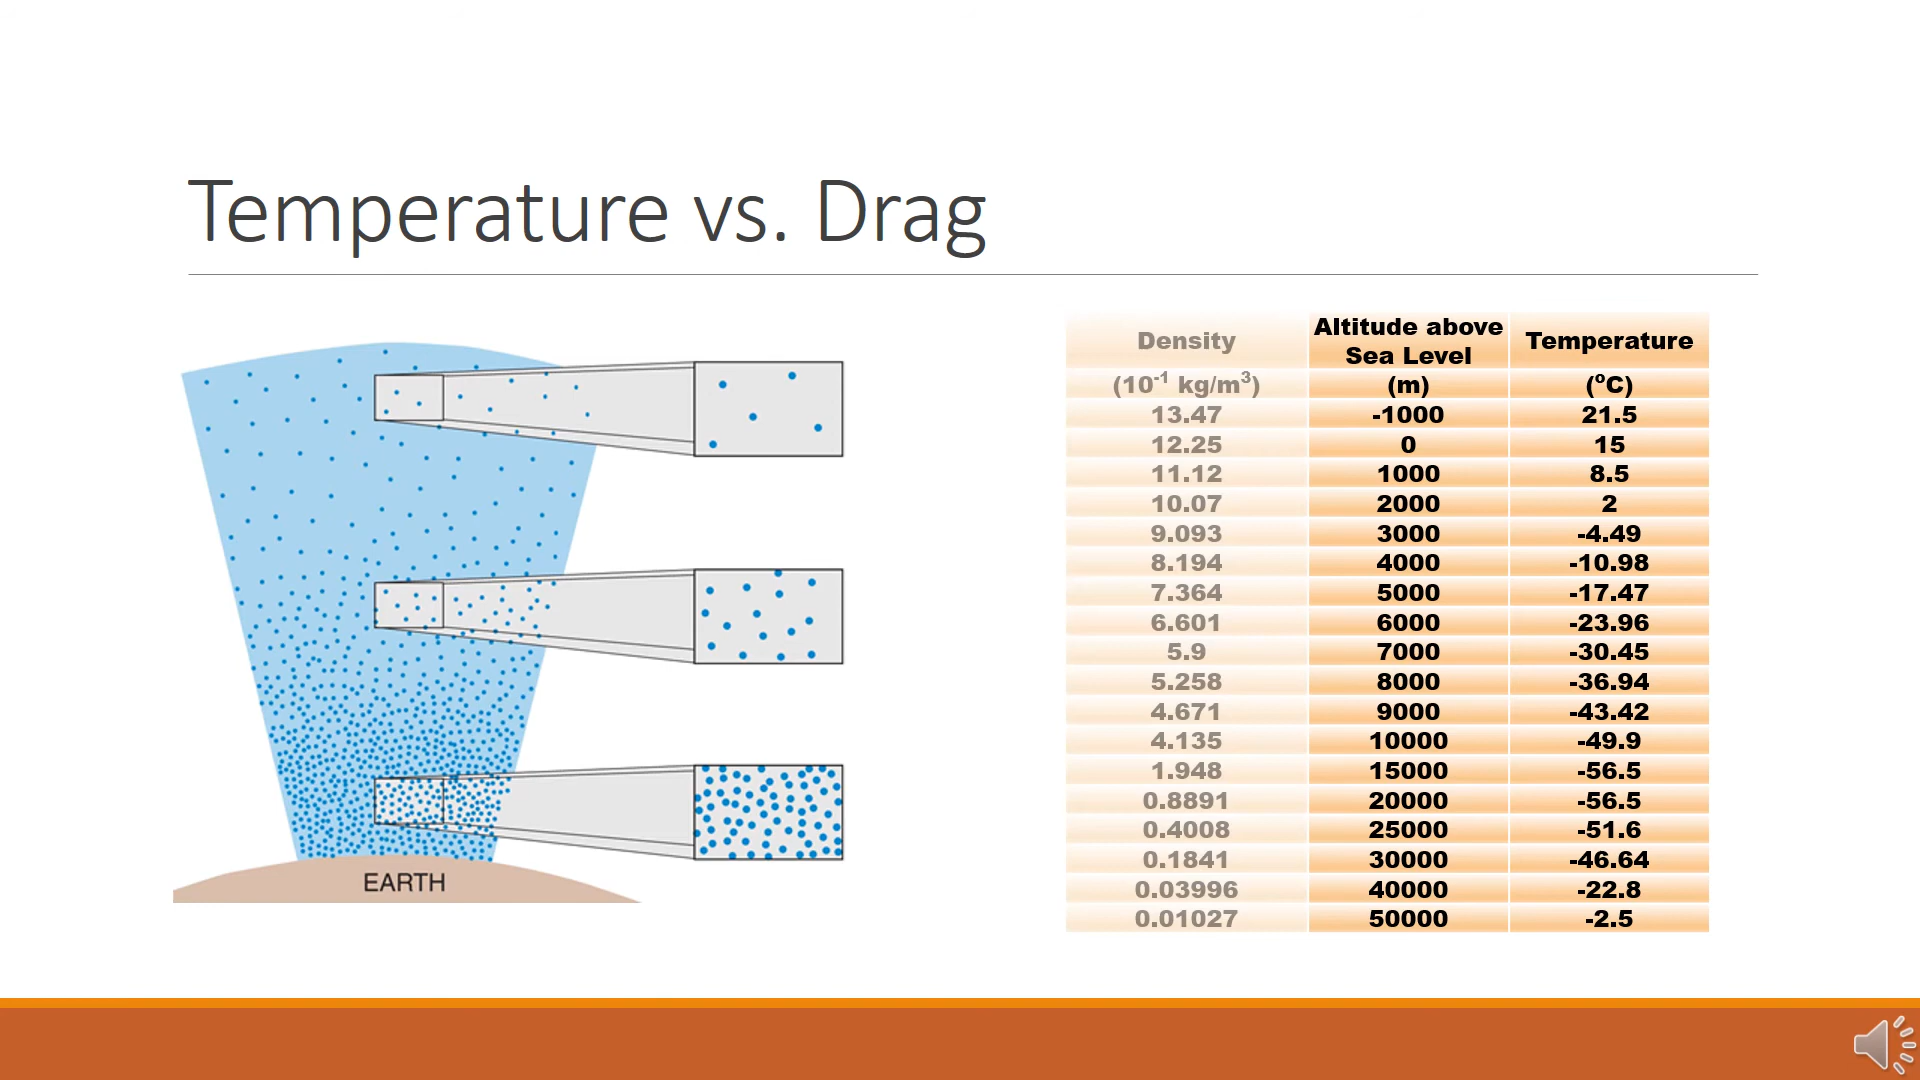 Temperature vs. Drag
EARTH
Density Altitude above Sea Level Temperature
(10⁻¹ kg/m³) (m) (ºC)
13.47 -1000 21.5
12.25 0 15
11.12 1000 8.5
10.07 2000 2
9.093 3000 -4.49
8.194 4000 -10.98
7.364 5000 -17.47
6.601 6000 -23.96
5.9 7000 -30.45
5.258 8000 -36.94
4.671 9000 -43.42
4.135 10000 -49.9
1.948 15000 -56.5
0.8891 20000 -56.5
0.4008 25000 -51.6
0.1841 30000 -46.64
0.03996 40000 -22.8
0.01027 50000 -2.5